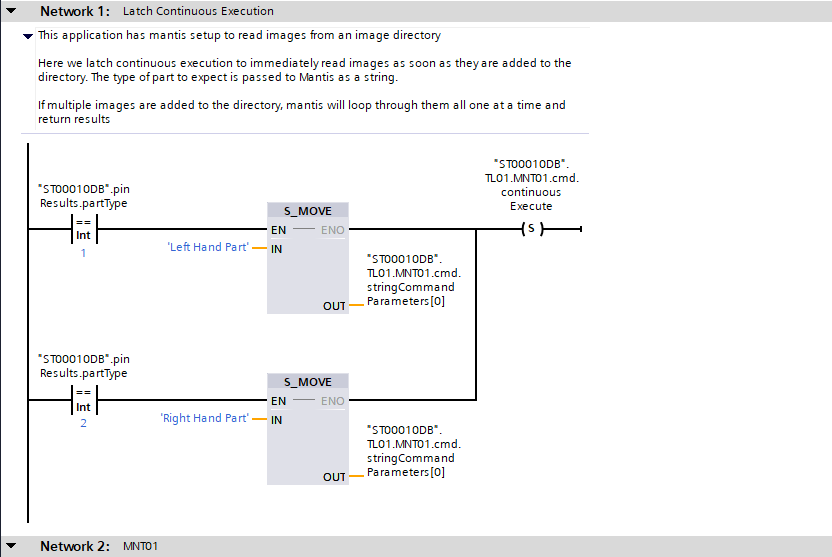 Network 1: Latch Continuous Execution
This application has mantis setup to read images from an image directory
Here we latch continuous execution to immediately read images as soon as they are added to the
directory. The type of part to expect is passed to Mantis as a string.
If multiple images are added to the directory, mantis will loop through them all one at a time and
return results
"ST00010DB".
TL01.MNT01.cmd.
continuous
Execute
"ST00010DB".pin
Results.partType
==
Int
1
S_MOVE
EN ENO
'Left Hand Part' IN
OUT
"ST00010DB".
TL01.MNT01.cmd.
stringCommand
Parameters[0]
( S )
"ST00010DB".pin
Results.partType
==
Int
2
S_MOVE
EN ENO
'Right Hand Part' IN
OUT
"ST00010DB".
TL01.MNT01.cmd.
stringCommand
Parameters[0]
Network 2: MNT01